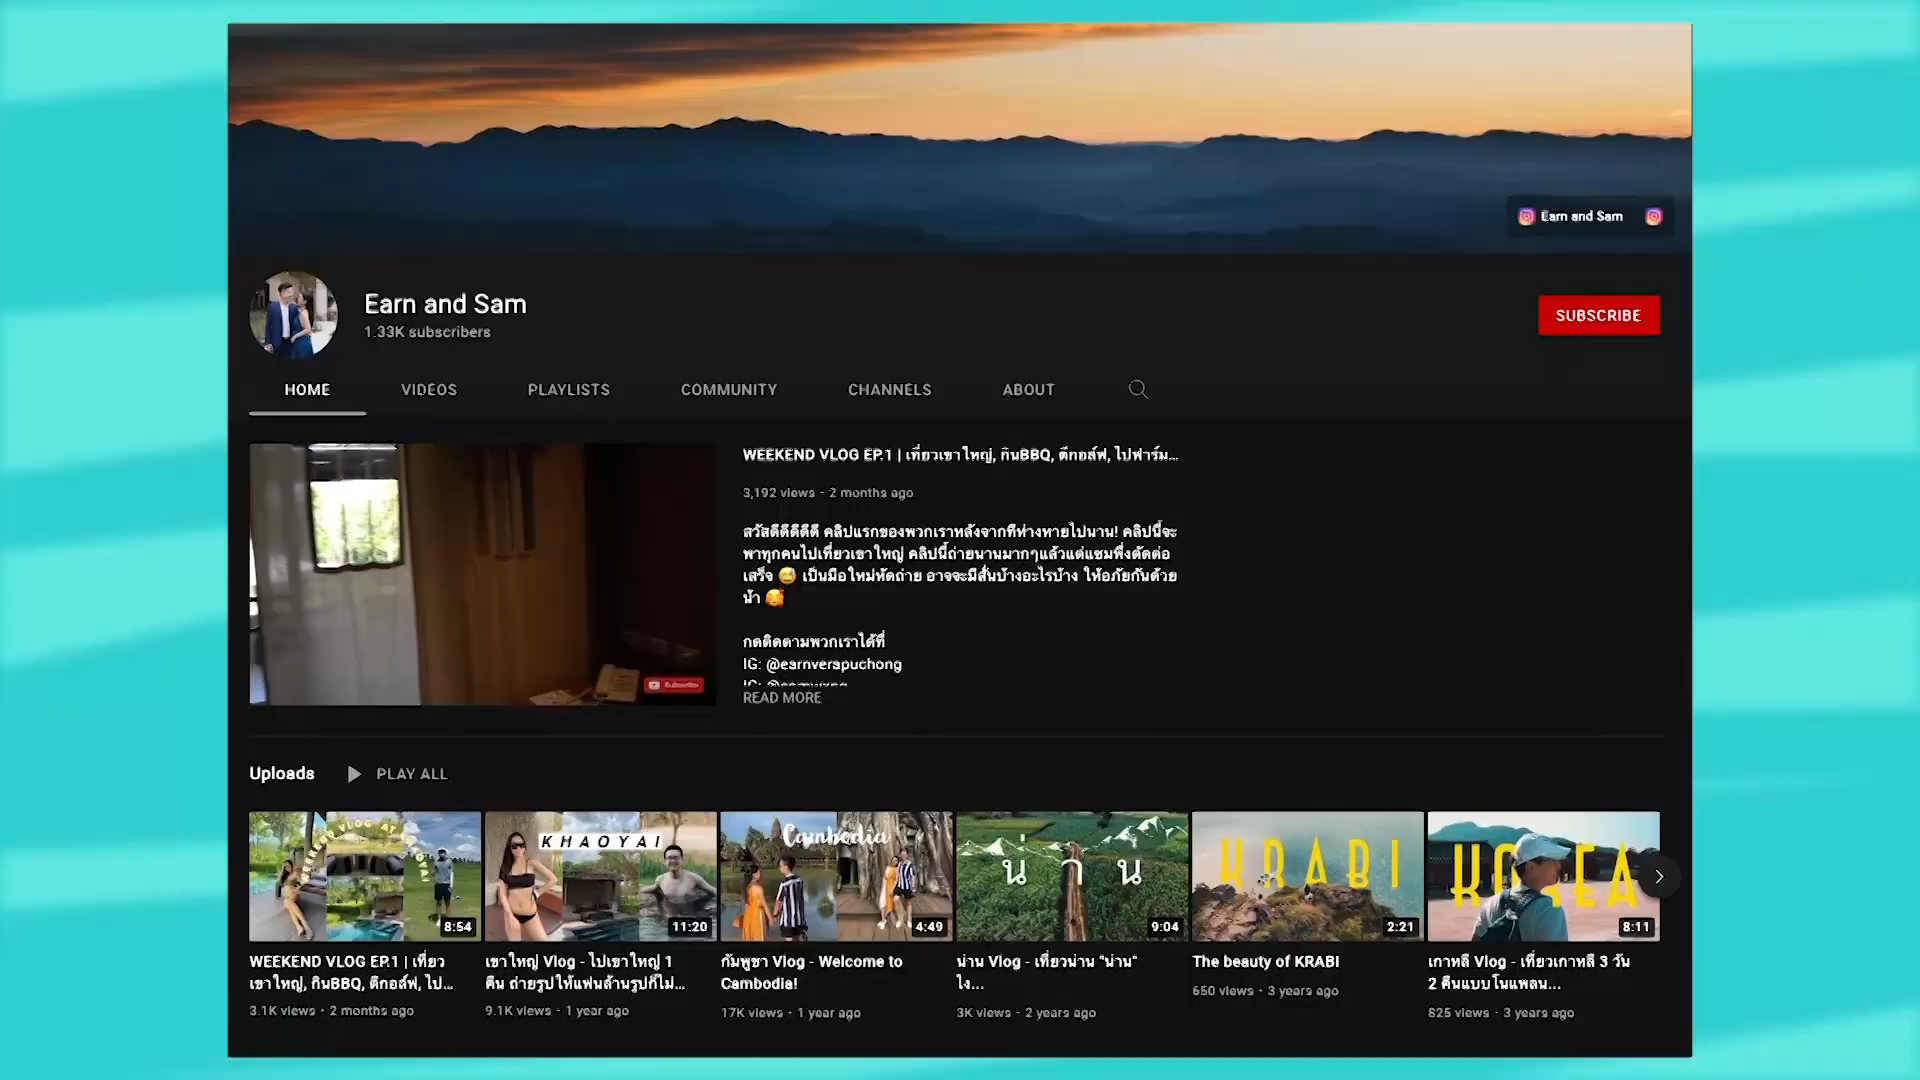 Earn and Sam
Earn and Sam
1.33K subscribers
SUBSCRIBE
HOME
VIDEOS
PLAYLISTS
COMMUNITY
CHANNELS
ABOUT
WEEKEND VLOG EP.1 | เที่ยวเขาใหญ่, กินBBQ, ตีกอล์ฟ, ไปฟาร์ม...
3,192 views · 2 months ago
สวัสดีดีดีดีดีดี คลิปแรกของพวกเราหลังจากที่ห่างหายไปนาน! คลิปนี้จะ
พาทุกคนไปเที่ยวเขาใหญ่ คลิปนี้ถ่ายนานมากๆแล้วแต่แซมพึ่งตัดต่อ
เสร็จ 😅 เป็นมือใหม่หัดถ่าย อาจจะมีสั่นบ้างอะไรบ้าง ให้อภัยกันด้วย
น้า 🥰
กดติดตามพวกเราได้ที่
IG: @earnverapuchong
READ MORE
Subscribe
Uploads
PLAY ALL
KHAOYAI
Cambodia
น่าน
KRABI
KOREA
8:54
11:20
4:49
9:04
2:21
8:11
WEEKEND VLOG EP.1 | เที่ยว
เขาใหญ่, กินBBQ, ตีกอล์ฟ, ไป...
3.1K views · 2 months ago
เขาใหญ่ Vlog - ไปเขาใหญ่ 1
คืน ถ่ายรูปให้แฟนล้านรูปก็ไม่...
9.1K views · 1 year ago
กัมพูชา Vlog - Welcome to
Cambodia!
17K views · 1 year ago
น่าน Vlog - เที่ยวน่าน "น่าน"
ไง...
3K views · 2 years ago
The beauty of KRABI
650 views · 3 years ago
เกาหลี Vlog - เที่ยวเกาหลี 3 วัน
2 คืนแบบโนแพลน...
825 views · 3 years ago